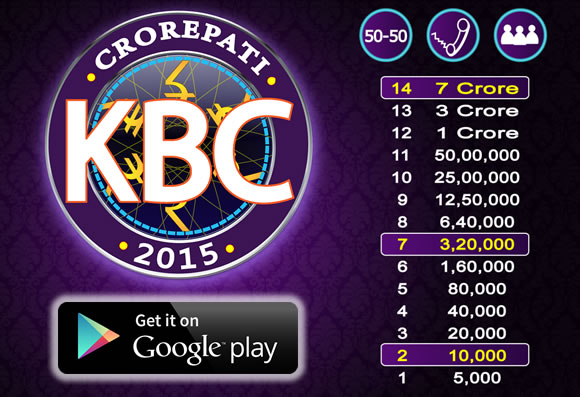 CROREPATI
KBC
2015
Get it on
Google play
50-50
14 7 Crore
13 3 Crore
12 1 Crore
11 50,00,000
10 25,00,000
9 12,50,000
8 6,40,000
7 3,20,000
6 1,60,000
5 80,000
4 40,000
3 20,000
2 10,000
1 5,000